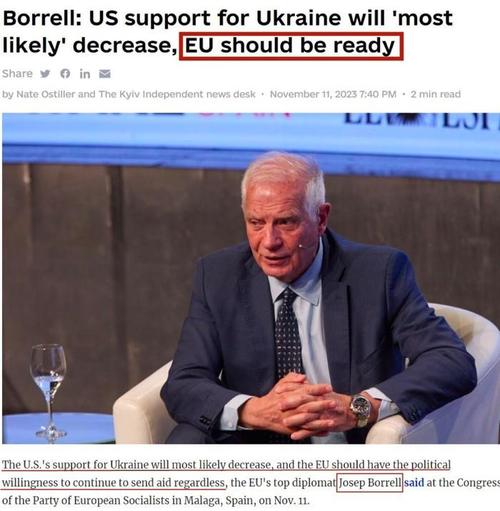 Borrell: US support for Ukraine will 'most
likely' decrease, EU should be ready
Share
by Nate Ostiller and The Kyiv Independent news desk · November 11, 2023 7:40 PM · 2 min read
The U.S.'s support for Ukraine will most likely decrease, and the EU should have the political
willingness to continue to send aid regardless, the EU's top diplomat Josep Borrell said at the Congress
of the Party of European Socialists in Malaga, Spain, on Nov. 11.